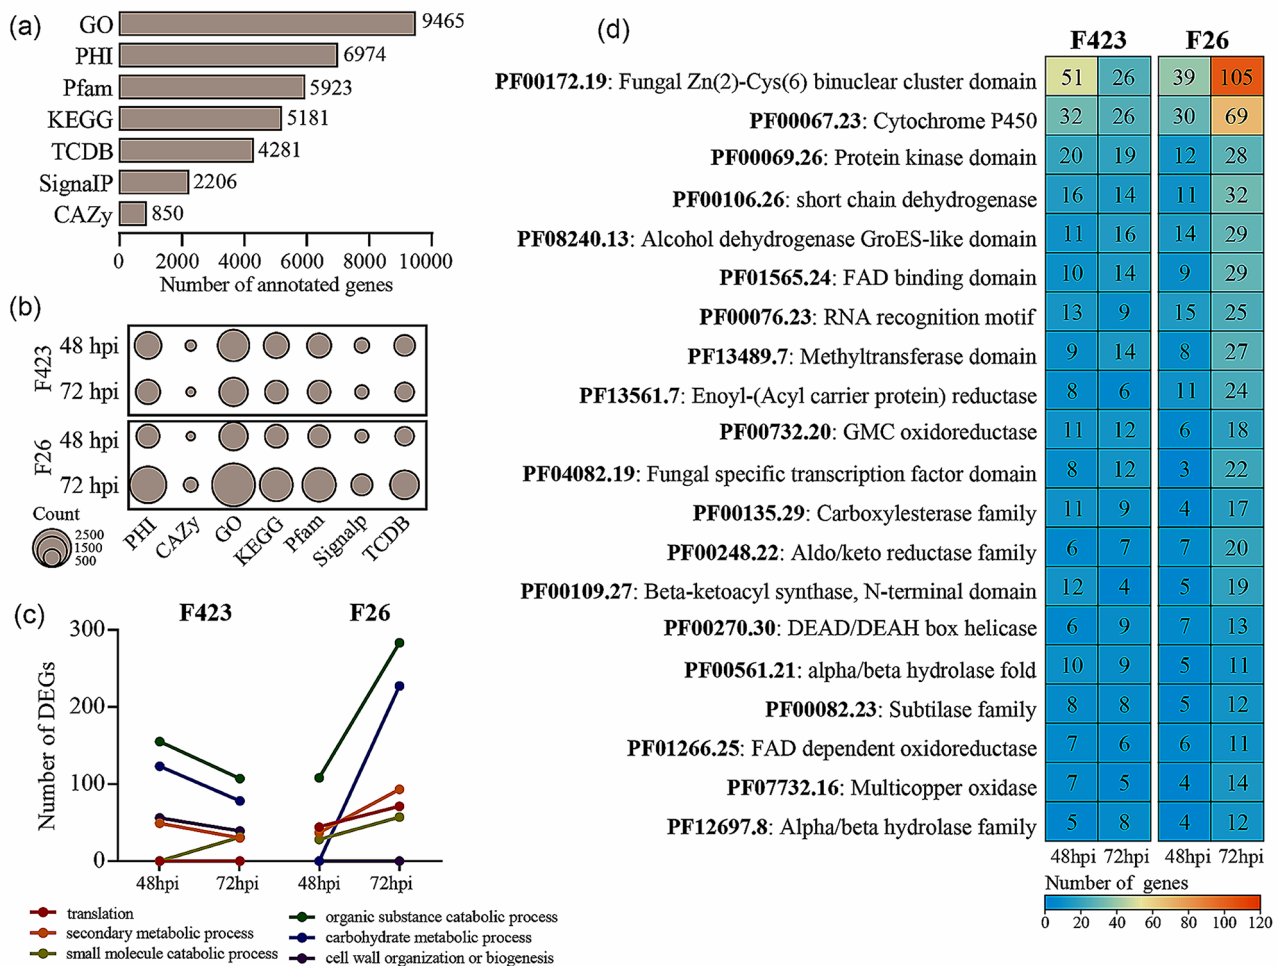 (a)
GO 9465
PHI 6974
Pfam 5923
KEGG 5181
TCDB 4281
SignaIP 2206
CAZy 850
0 2000 4000 6000 8000 10000
Number of annotated genes
(b)
F423
48 hpi
72 hpi
F26
48 hpi
72 hpi
PHI CAZy GO KEGG Pfam Signalp TCDB
Count
2500
1500
500
(c)
F423 F26
Number of DEGs
300
200
100
0
48hpi 72hpi 48hpi 72hpi
translation
secondary metabolic process
small molecule catabolic process
organic substance catabolic process
carbohydrate metabolic process
cell wall organization or biogenesis
(d)
F423 F26
PF00172.19: Fungal Zn(2)-Cys(6) binuclear cluster domain 51 26 39 105
PF00067.23: Cytochrome P450 32 26 30 69
PF00069.26: Protein kinase domain 20 19 12 28
PF00106.26: short chain dehydrogenase 16 14 11 32
PF08240.13: Alcohol dehydrogenase GroES-like domain 11 16 14 29
PF01565.24: FAD binding domain 10 14 9 29
PF00076.23: RNA recognition motif 13 9 15 25
PF13489.7: Methyltransferase domain 9 14 8 27
PF13561.7: Enoyl-(Acyl carrier protein) reductase 8 6 11 24
PF00732.20: GMC oxidoreductase 11 12 6 18
PF04082.19: Fungal specific transcription factor domain 8 12 3 22
PF00135.29: Carboxylesterase family 11 9 4 17
PF00248.22: Aldo/keto reductase family 6 7 7 20
PF00109.27: Beta-ketoacyl synthase, N-terminal domain 12 4 5 19
PF00270.30: DEAD/DEAH box helicase 6 9 7 13
PF00561.21: alpha/beta hydrolase fold 10 9 5 11
PF00082.23: Subtilase family 8 8 5 12
PF01266.25: FAD dependent oxidoreductase 7 6 6 11
PF07732.16: Multicopper oxidase 7 5 4 14
PF12697.8: Alpha/beta hydrolase family 5 8 4 12
48hpi 72hpi 48hpi 72hpi
Number of genes
0 20 40 60 80 100 120